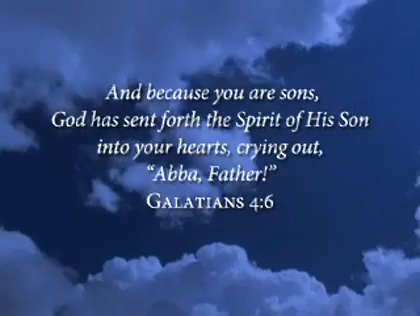 And because you are sons,
God has sent forth the Spirit of His Son
into your hearts, crying out,
“Abba, Father!”
GALATIANS 4:6